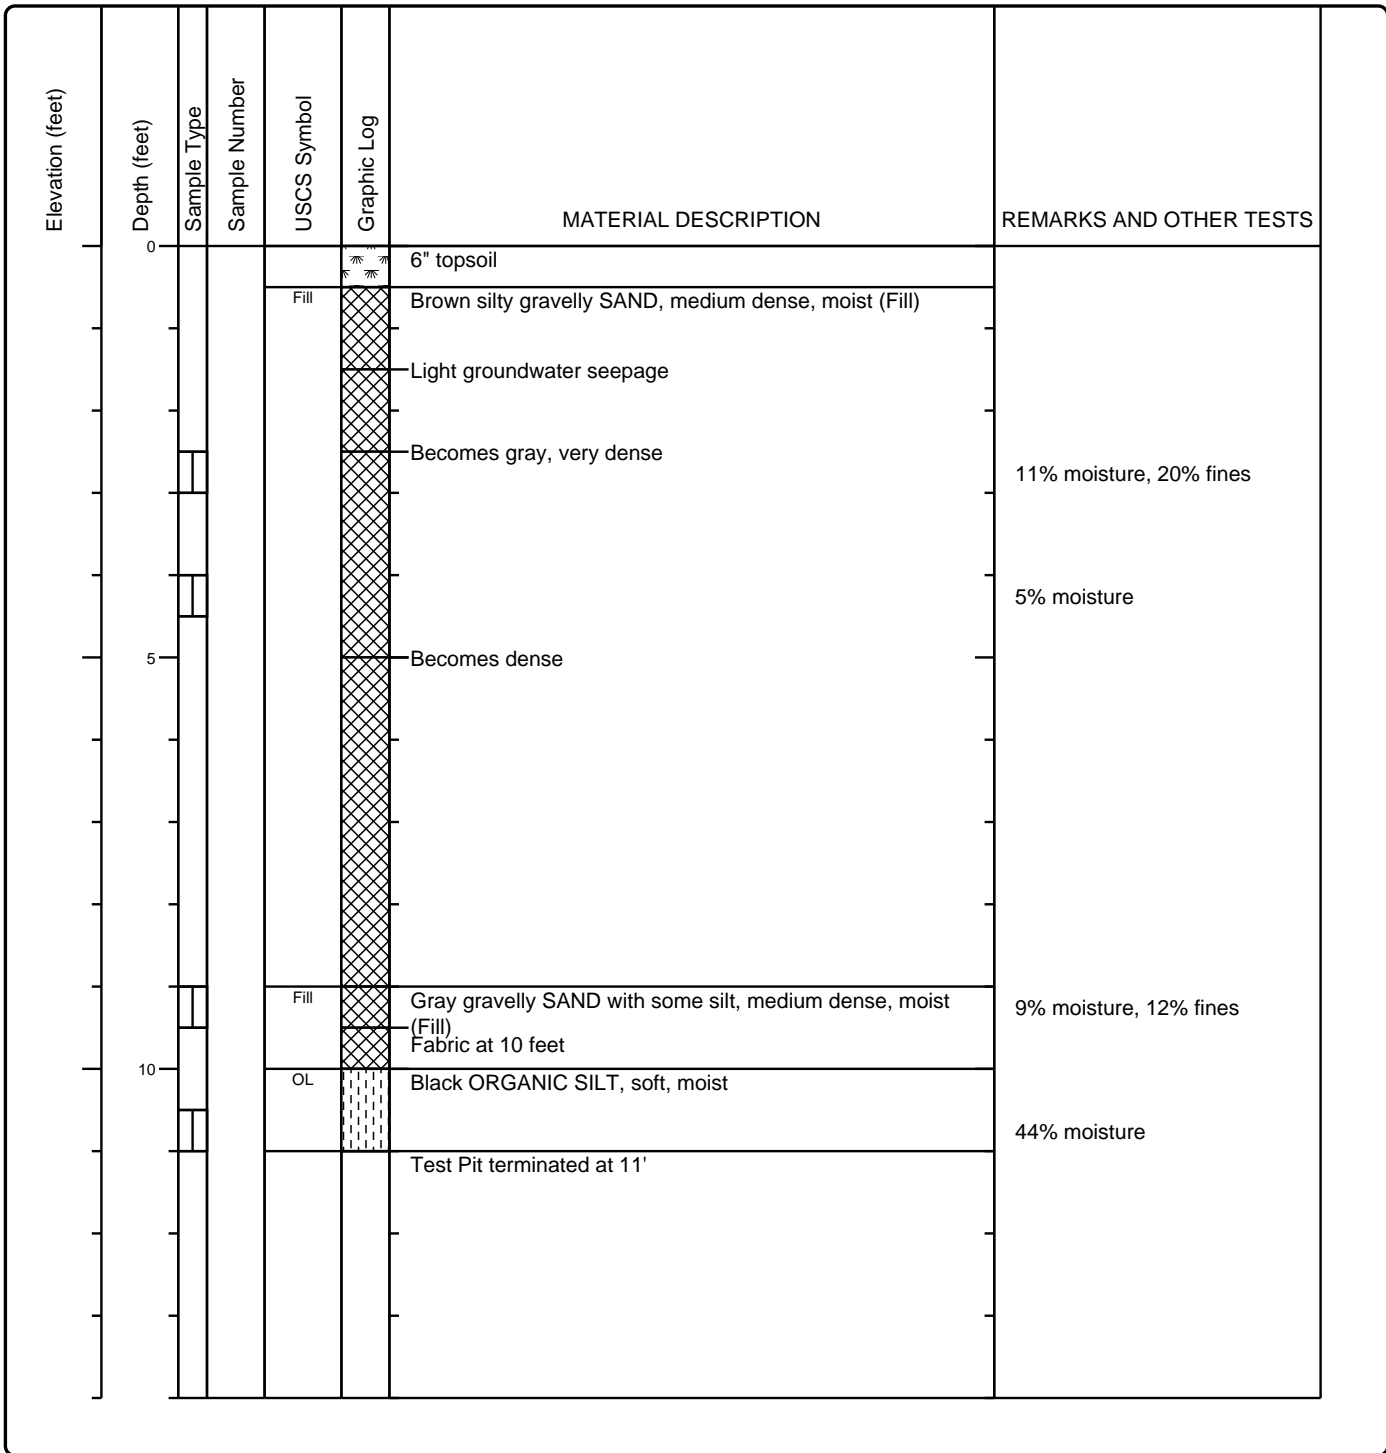 Elevation (feet)
Depth (feet)
Sample Type
Sample Number
USCS Symbol
Graphic Log
MATERIAL DESCRIPTION
REMARKS AND OTHER TESTS
0
6" topsoil
Fill
Brown silty gravelly SAND, medium dense, moist (Fill)
Light groundwater seepage
Becomes gray, very dense
11% moisture, 20% fines
5% moisture
5
Becomes dense
Fill
Gray gravelly SAND with some silt, medium dense, moist
(Fill)
9% moisture, 12% fines
Fabric at 10 feet
10
OL
Black ORGANIC SILT, soft, moist
44% moisture
Test Pit terminated at 11'